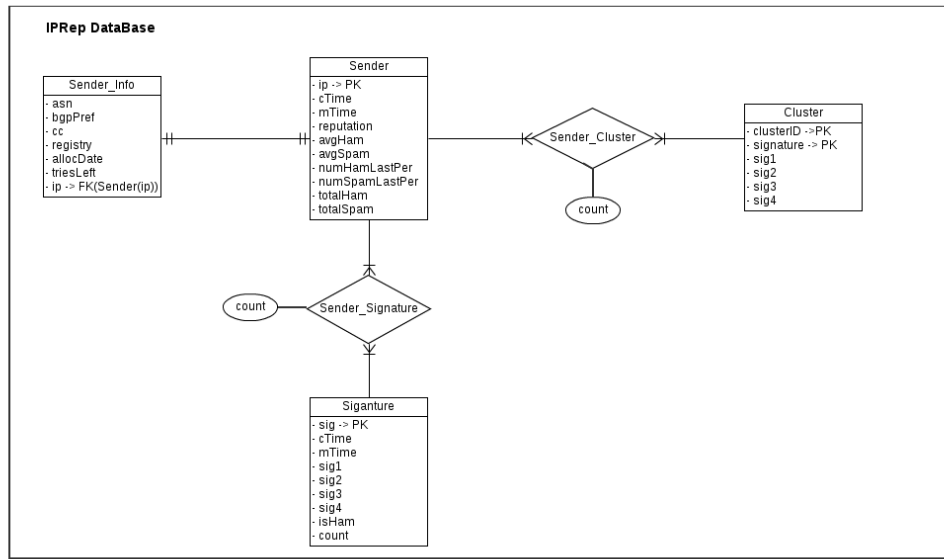 IPRep DataBase
Sender_Info
- asn
- bgpPref
- cc
- registry
- allocDate
- triesLeft
- ip -> FK(Sender(ip))
Sender
- ip -> PK
- cTime
- mTime
- reputation
- avgHam
- avgSpam
- numHamLastPer
- numSpamLastPer
- totalHam
- totalSpam
Sender_Cluster
count
Cluster
- clusterID ->PK
- signature -> PK
- sig1
- sig2
- sig3
- sig4
count
Sender_Signature
Siganture
- sig -> PK
- cTime
- mTime
- sig1
- sig2
- sig3
- sig4
- isHam
- count